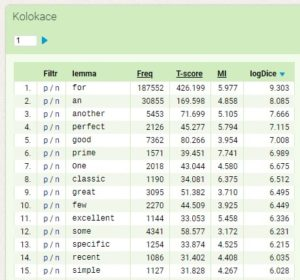 Kolokace
1
Filtr lemma Freq T-score MI logDice
1. p / n for 187552 426.199 5.977 9.303
2. p / n an 30855 169.598 4.858 8.085
3. p / n another 5453 71.699 5.105 7.666
4. p / n perfect 2126 45.277 5.794 7.115
5. p / n good 7362 80.266 3.954 7.008
6. p / n prime 1571 39.451 7.741 6.989
7. p / n one 2018 43.044 4.580 6.675
8. p / n classic 1190 34.081 6.375 6.512
9. p / n great 3095 51.382 3.710 6.495
10. p / n few 2270 44.509 3.925 6.449
11. p / n excellent 1144 33.053 5.458 6.336
12. p / n some 4341 58.577 3.172 6.231
13. p / n specific 1254 33.874 4.525 6.215
14. p / n recent 1086 31.402 4.408 6.035
15. p / n simple 1127 31.828 4.267 6.028